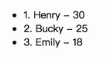 • 1. Henry – 30
• 2. Bucky – 25
• 3. Emily – 18